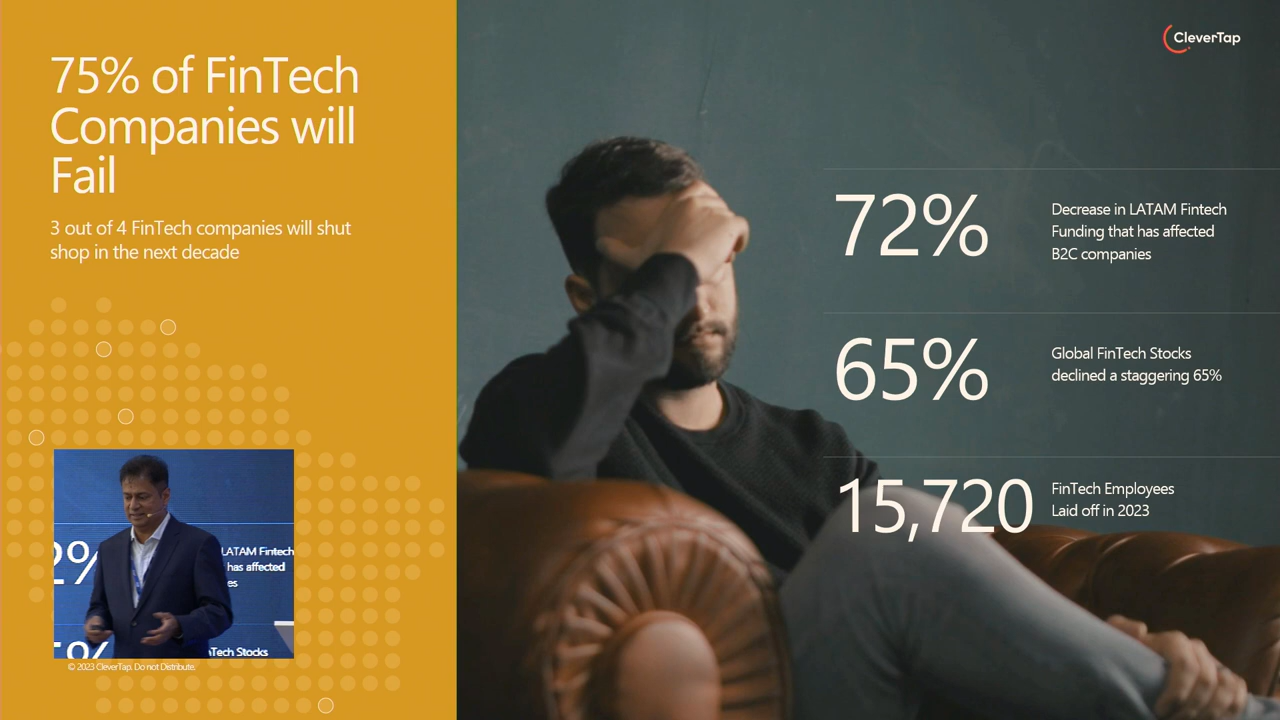 75% of FinTech
Companies will
Fail
3 out of 4 FinTech companies will shut
shop in the next decade
CleverTap
72%
Decrease in LATAM Fintech
Funding that has affected
B2C companies
65%
Global FinTech Stocks
declined a staggering 65%
15,720
FinTech Employees
Laid off in 2023
2%
LATAM Fintech
has affected
es
5%
Tech Stocks
© 2023 CleverTap. Do not Distribute.